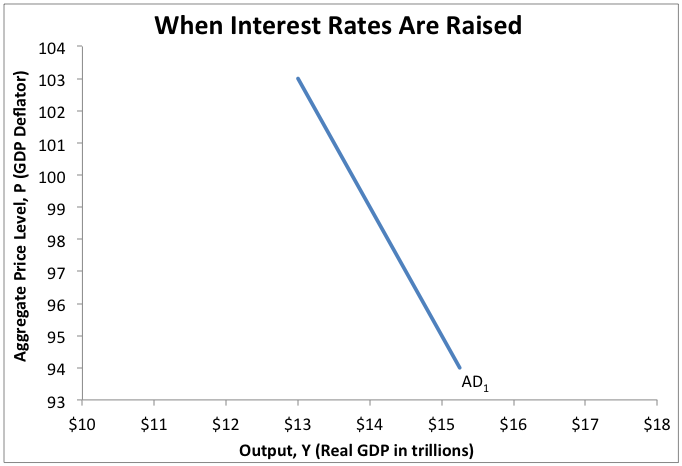 When Interest Rates Are Raised
Aggregate Price Level, P (GDP Deflator)
104
103
102
101
100
99
98
97
96
95
94
93
AD₁
$10 $11 $12 $13 $14 $15 $16 $17 $18
Output, Y (Real GDP in trillions)